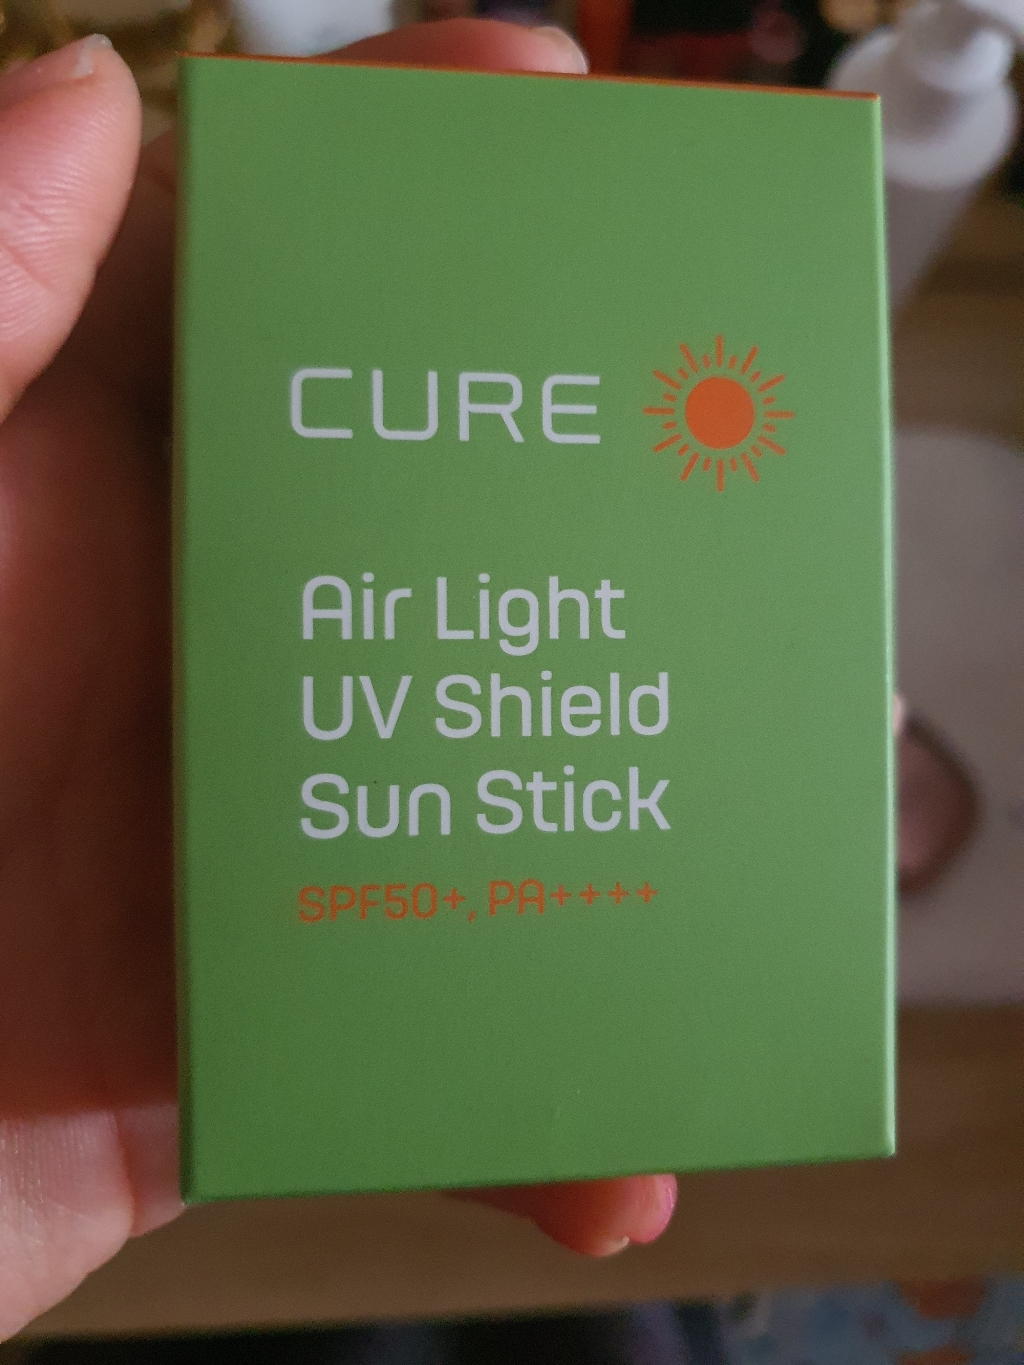 CURE
Air Light
UV Shield
Sun Stick
SPF50+, PA++++